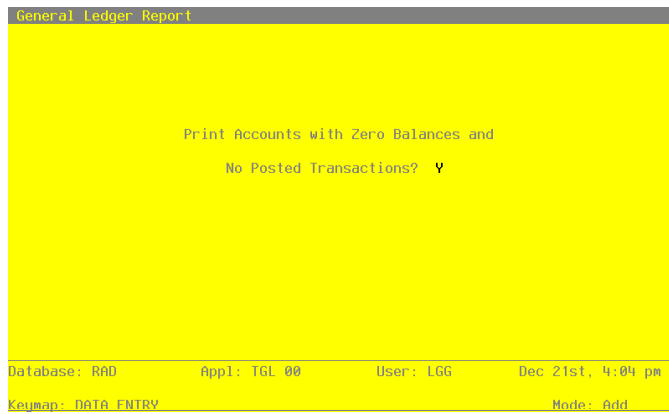 General Ledger Report
Print Accounts with Zero Balances and
No Posted Transactions? Y
Database: RAD Appl: TGL 00 User: LGG Dec 21st, 4:04 pm
Keymap: DATA ENTRY Mode: Add